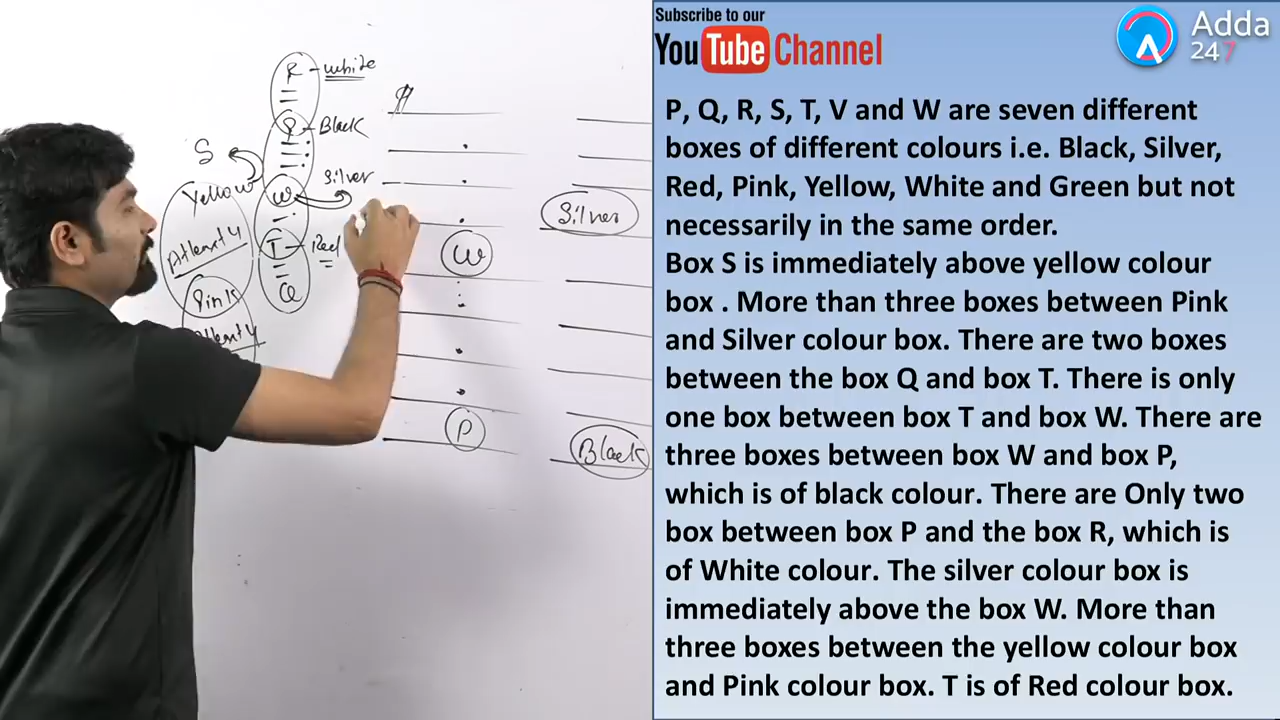 Subscribe to our
YouTube Channel
Adda
247
P, Q, R, S, T, V and W are seven different
boxes of different colours i.e. Black, Silver,
Red, Pink, Yellow, White and Green but not
necessarily in the same order.
Box S is immediately above yellow colour
box . More than three boxes between Pink
and Silver colour box. There are two boxes
between the box Q and box T. There is only
one box between box T and box W. There are
three boxes between box W and box P,
which is of black colour. There are Only two
box between box P and the box R, which is
of White colour. The silver colour box is
immediately above the box W. More than
three boxes between the yellow colour box
and Pink colour box. T is of Red colour box.
R - white
P - Black
S
Silver
Yellow
W
Silver
Atleast 4
T - Red
W
Pink
Q
P
Black